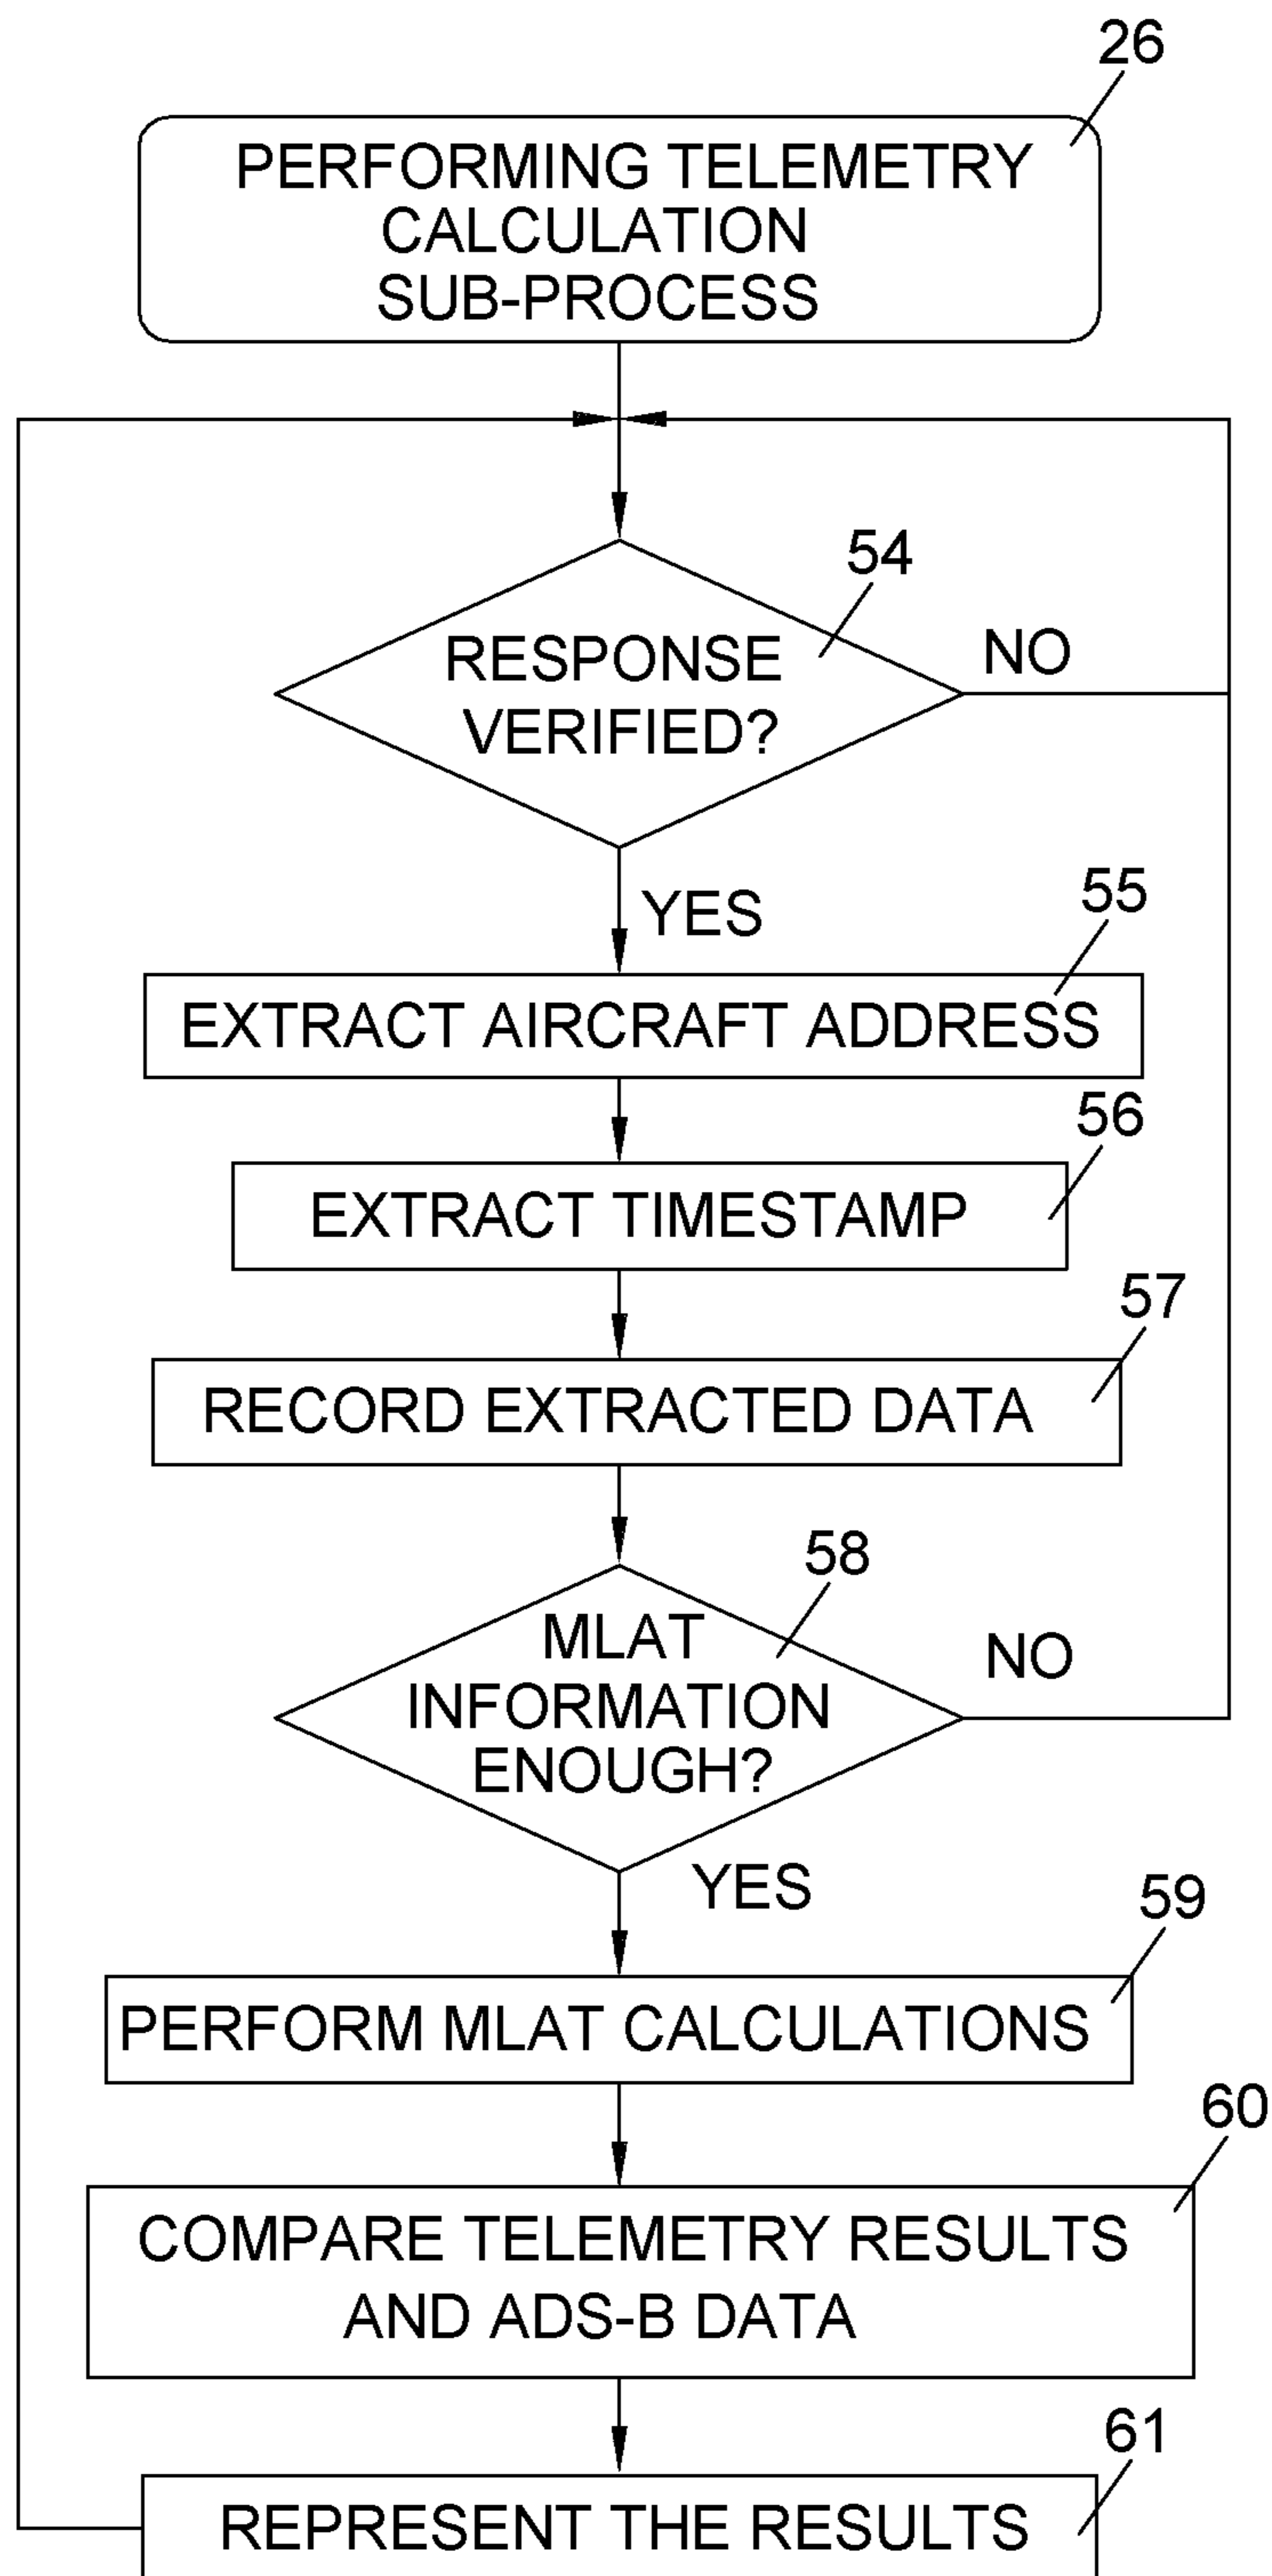 26
PERFORMING TELEMETRY
CALCULATION
SUB-PROCESS
54
RESPONSE
VERIFIED?
NO
YES
55
EXTRACT AIRCRAFT ADDRESS
56
EXTRACT TIMESTAMP
57
RECORD EXTRACTED DATA
58
MLAT
INFORMATION
ENOUGH?
NO
YES
59
PERFORM MLAT CALCULATIONS
60
COMPARE TELEMETRY RESULTS
AND ADS-B DATA
61
REPRESENT THE RESULTS